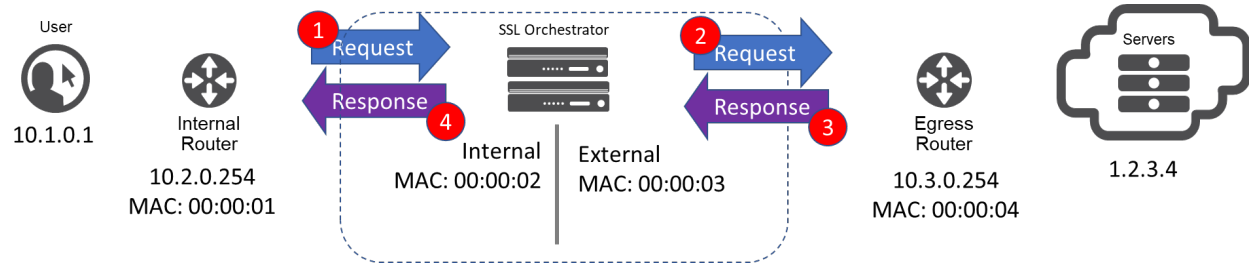 User
10.1.0.1
Internal
Router
10.2.0.254
MAC: 00:00:01
1
Request
Response
4
SSL Orchestrator
Internal
MAC: 00:00:02
External
MAC: 00:00:03
2
Request
Response
3
Egress
Router
10.3.0.254
MAC: 00:00:04
Servers
1.2.3.4